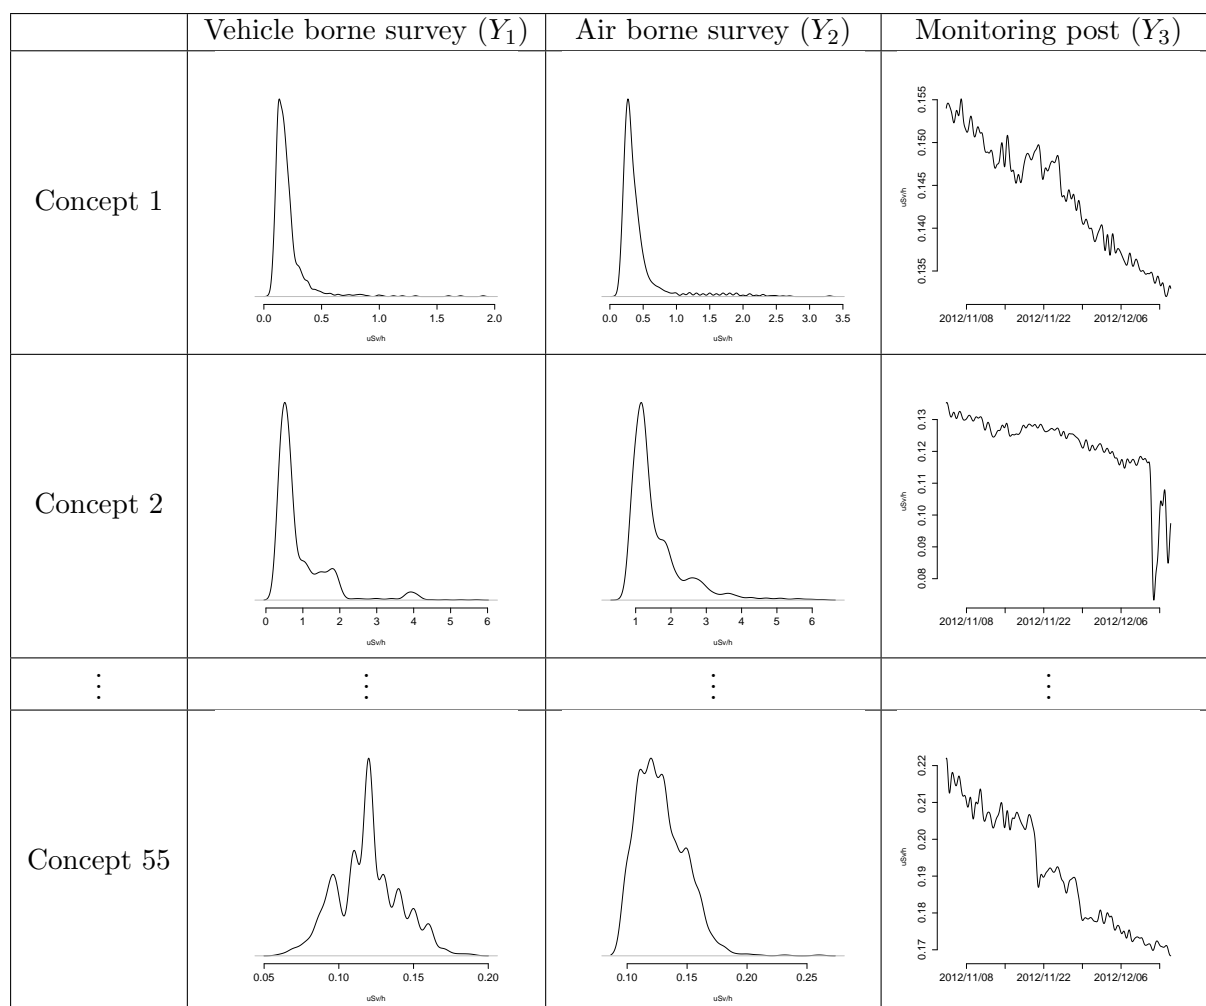 Vehicle borne survey (Y₁) Air borne survey (Y₂) Monitoring post (Y₃)
Concept 1
0.0 0.5 1.0 1.5 2.0
uSv/h
0.0 0.5 1.0 1.5 2.0 2.5 3.0 3.5
uSv/h
0.155
0.150
0.145
0.140
0.135
uSv/h
2012/11/08 2012/11/22 2012/12/06
Concept 2
0 1 2 3 4 5 6
uSv/h
1 2 3 4 5 6
uSv/h
0.13
0.12
0.11
0.10
0.09
0.08
uSv/h
2012/11/08 2012/11/22 2012/12/06
⋮ ⋮ ⋮ ⋮
Concept 55
0.05 0.10 0.15 0.20
uSv/h
0.10 0.15 0.20 0.25
uSv/h
0.22
0.21
0.20
0.19
0.18
0.17
uSv/h
2012/11/08 2012/11/22 2012/12/06